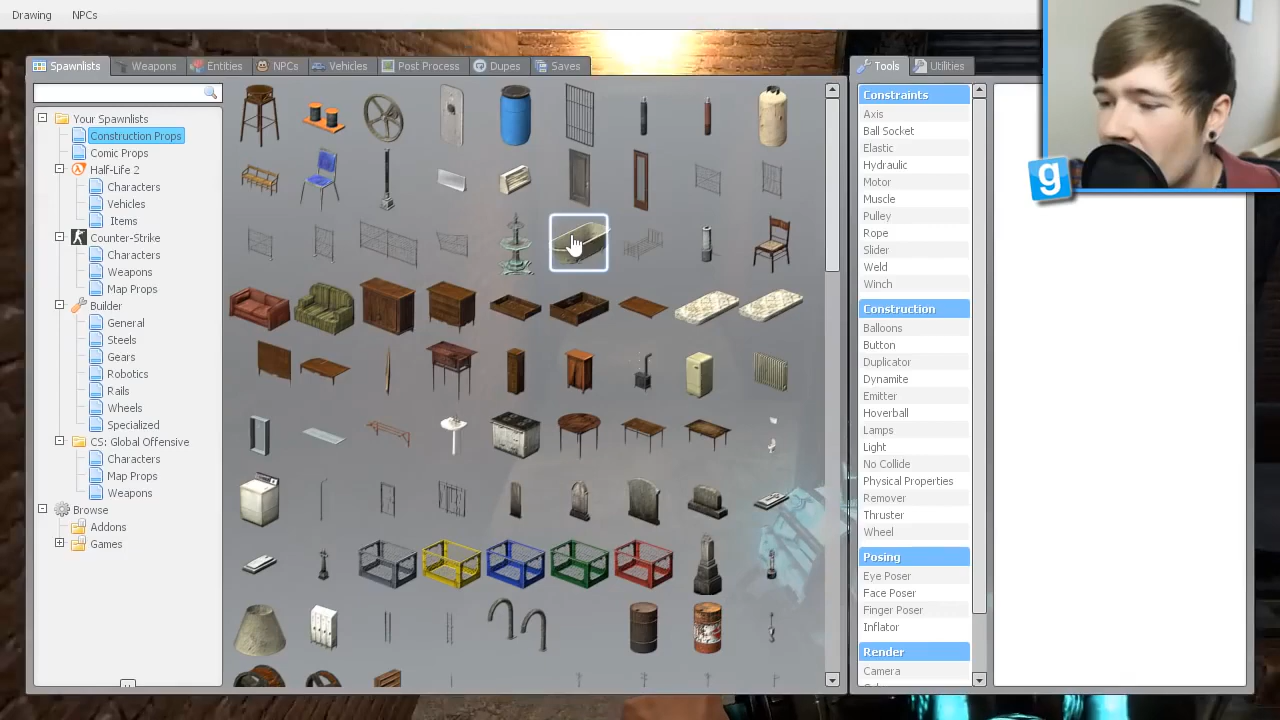 Drawing NPCs
Spawnlists Weapons Entities NPCs Vehicles Post Process Dupes Saves Tools Utilities
Your Spawnlists
Construction Props
Comic Props
Half-Life 2
Characters
Vehicles
Items
Counter-Strike
Characters
Weapons
Map Props
Builder
General
Steels
Gears
Robotics
Rails
Wheels
Specialized
CS: Global Offensive
Characters
Map Props
Weapons
Browse
Addons
Games
Constraints
Axis
Ball Socket
Elastic
Hydraulic
Motor
Muscle
Pulley
Rope
Slider
Weld
Winch
Construction
Balloons
Button
Duplicator
Dynamite
Emitter
Hoverball
Lamps
Light
No Collide
Physical Properties
Remover
Thruster
Wheel
Posing
Eye Poser
Face Poser
Finger Poser
Inflator
Render
Camera
g